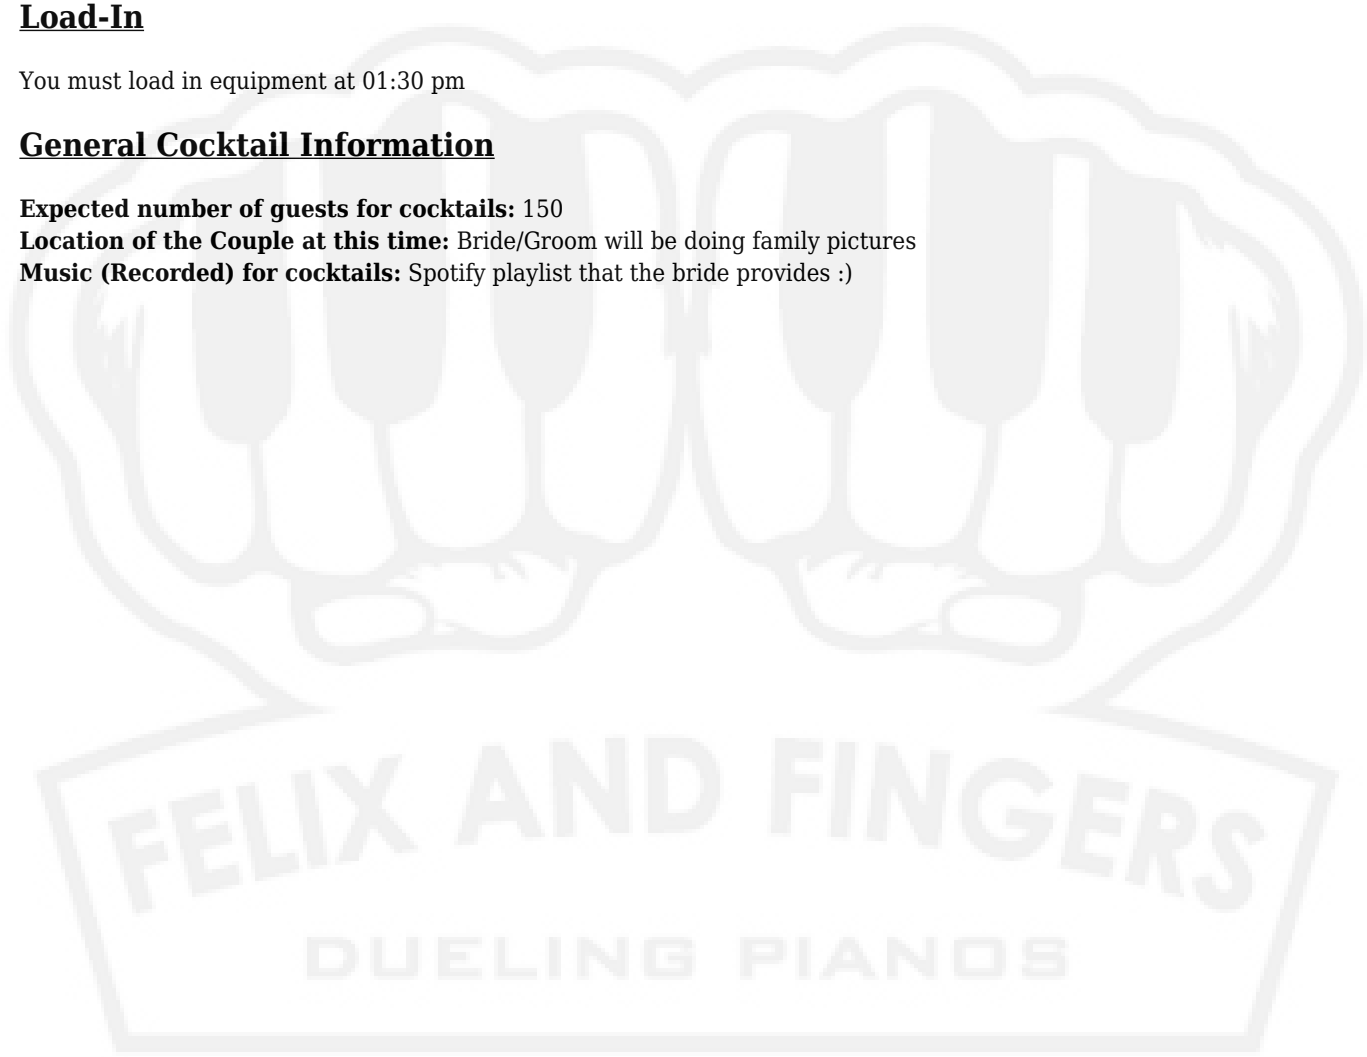 Load-In
You must load in equipment at 01:30 pm
General Cocktail Information
Expected number of guests for cocktails: 150
Location of the Couple at this time: Bride/Groom will be doing family pictures
Music (Recorded) for cocktails: Spotify playlist that the bride provides :)
FELIX AND FINGERS
DUELING PIANOS